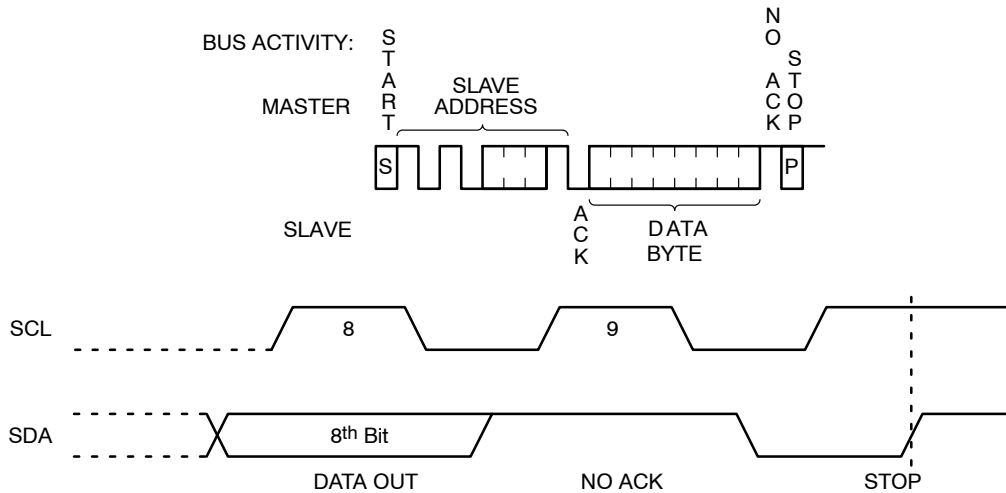 BUS ACTIVITY:
START
NO ACK
STOP
MASTER
SLAVE
ADDRESS
S
P
SLAVE
ACK
DATA
BYTE
SCL
8
9
SDA
8th Bit
DATA OUT
NO ACK
STOP